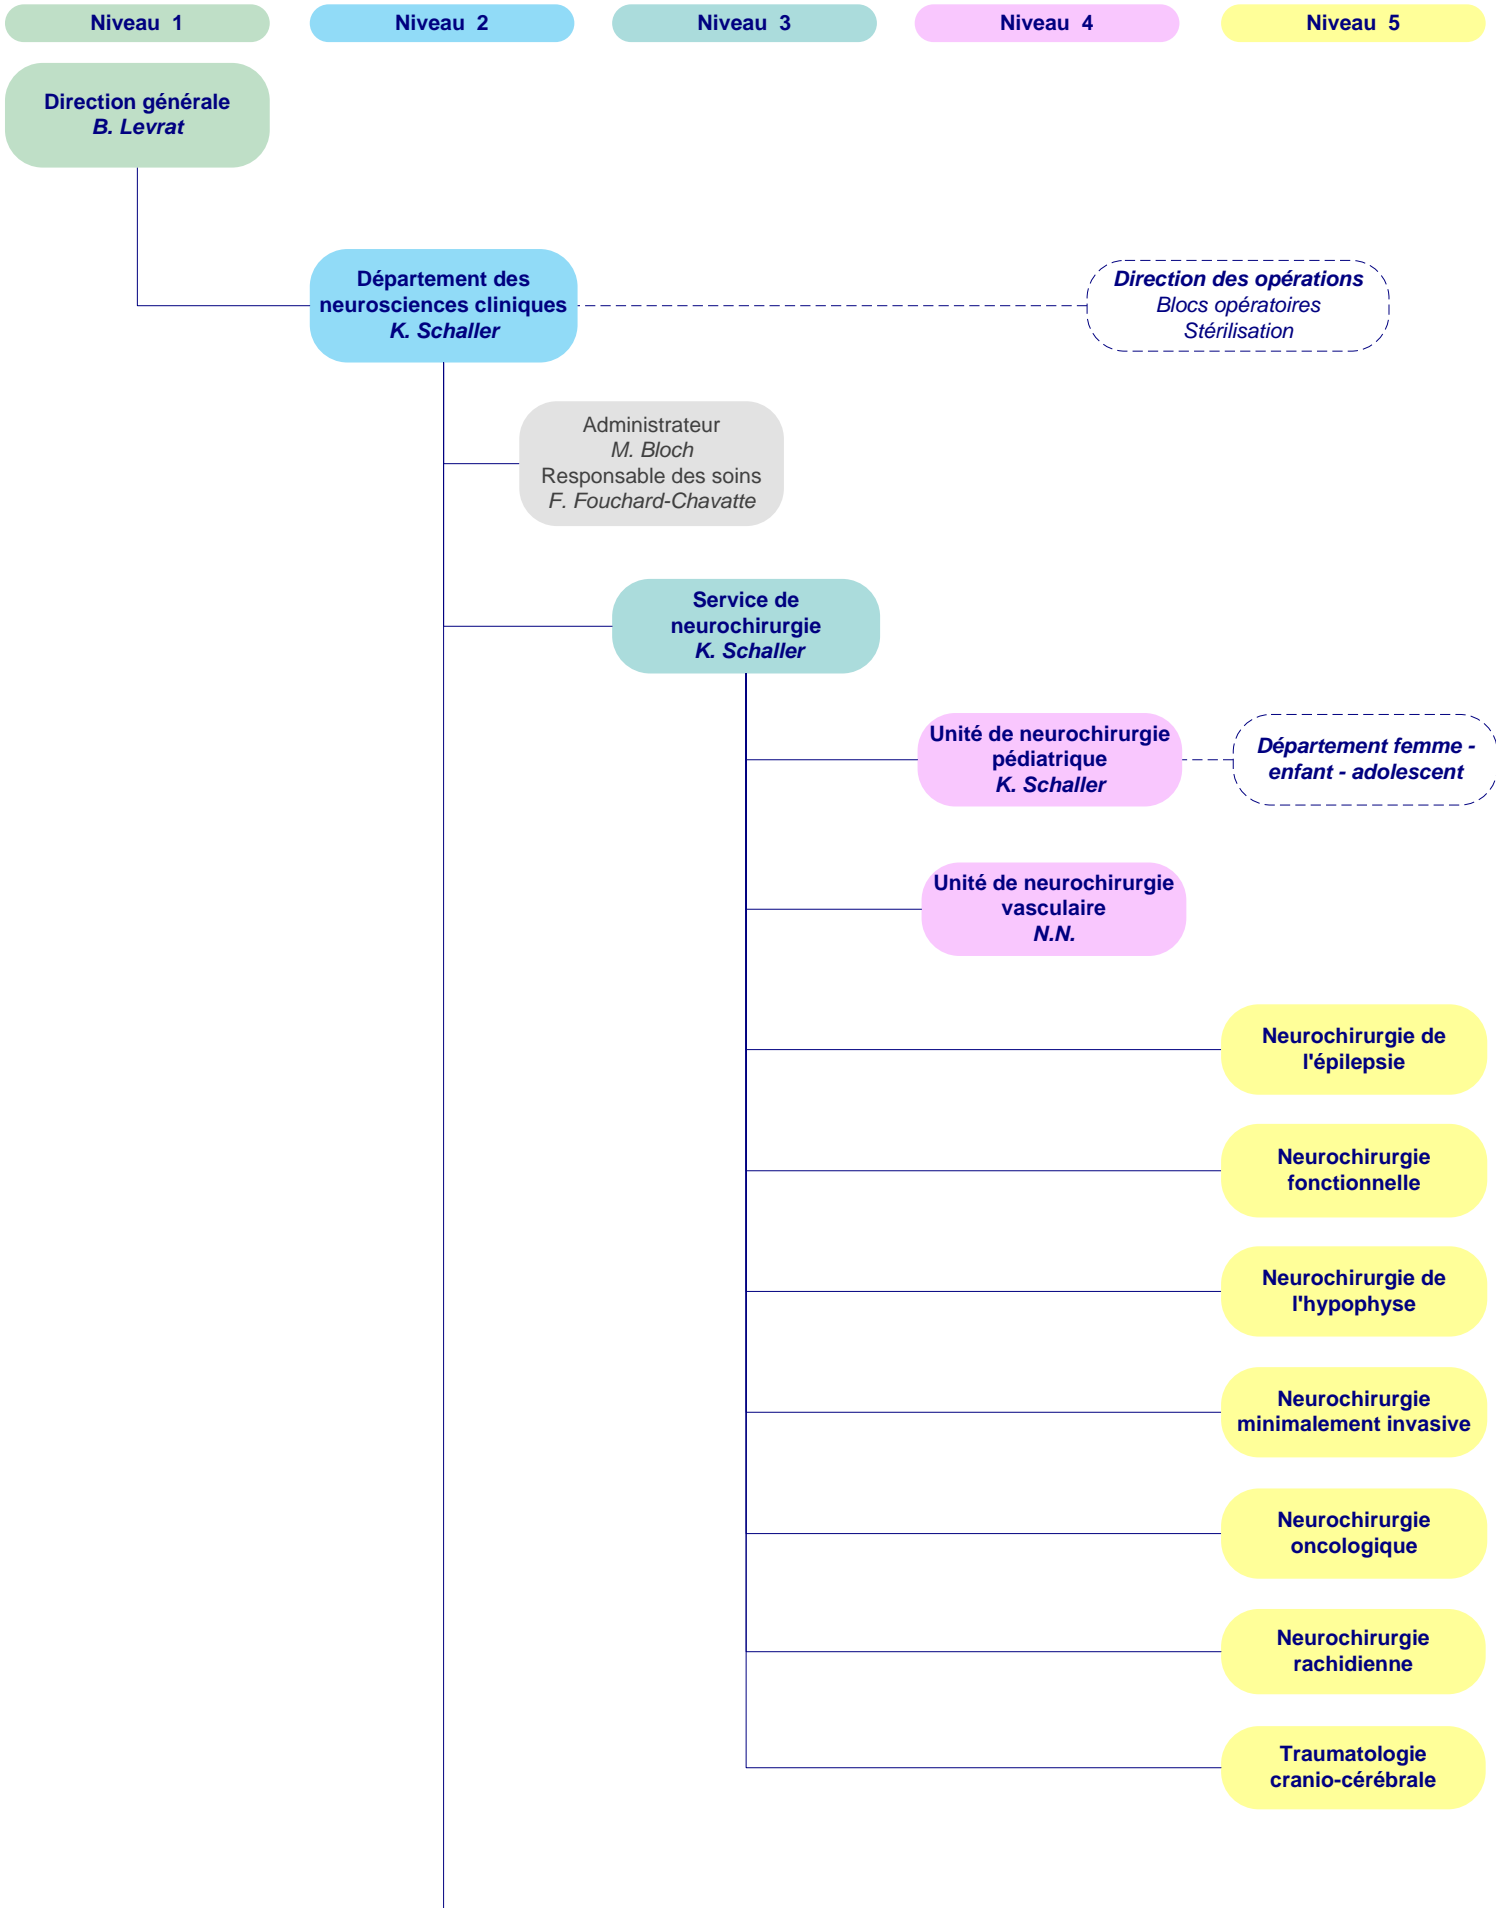 Niveau 1
Niveau 2
Niveau 3
Niveau 4
Niveau 5
Direction générale
B. Levrat
Département des
neurosciences cliniques
K. Schaller
Direction des opérations
Blocs opératoires
Stérilisation
Administrateur
M. Bloch
Responsable des soins
F. Fouchard-Chavatte
Service de
neurochirurgie
K. Schaller
Unité de neurochirurgie
pédiatrique
K. Schaller
Département femme -
enfant - adolescent
Unité de neurochirurgie
vasculaire
N.N.
Neurochirurgie de
l'épilepsie
Neurochirurgie
fonctionnelle
Neurochirurgie de
l'hypophyse
Neurochirurgie
minimalement invasive
Neurochirurgie
oncologique
Neurochirurgie
rachidienne
Traumatologie
cranio-cérébrale